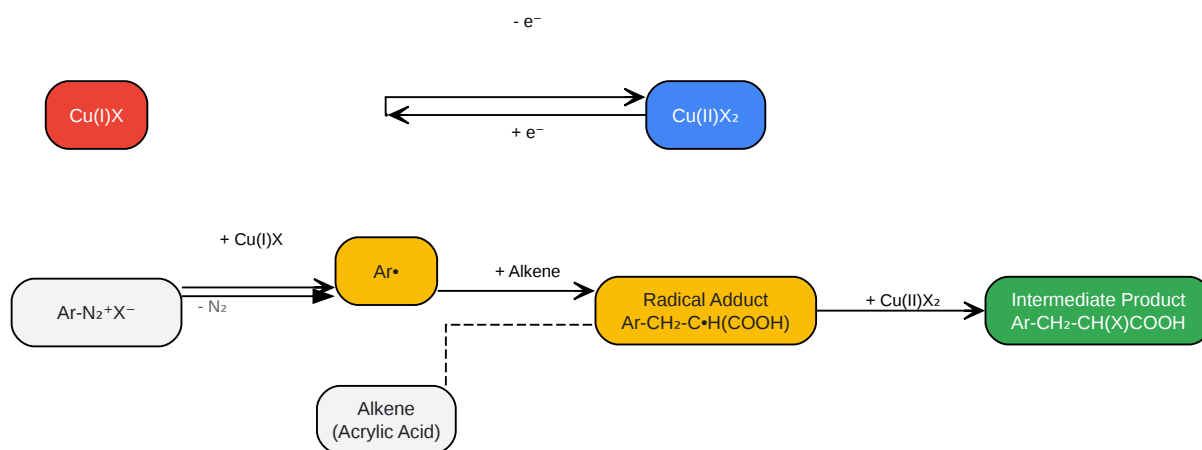 - e⁻
Cu(I)X
Cu(II)X₂
+ e⁻
+ Cu(I)X
Ar•
+ Alkene
- N₂
Ar-N₂⁺X⁻
Radical Adduct
Ar-CH₂-C•H(COOH)
+ Cu(II)X₂
Intermediate Product
Ar-CH₂-CH(X)COOH
Alkene
(Acrylic Acid)